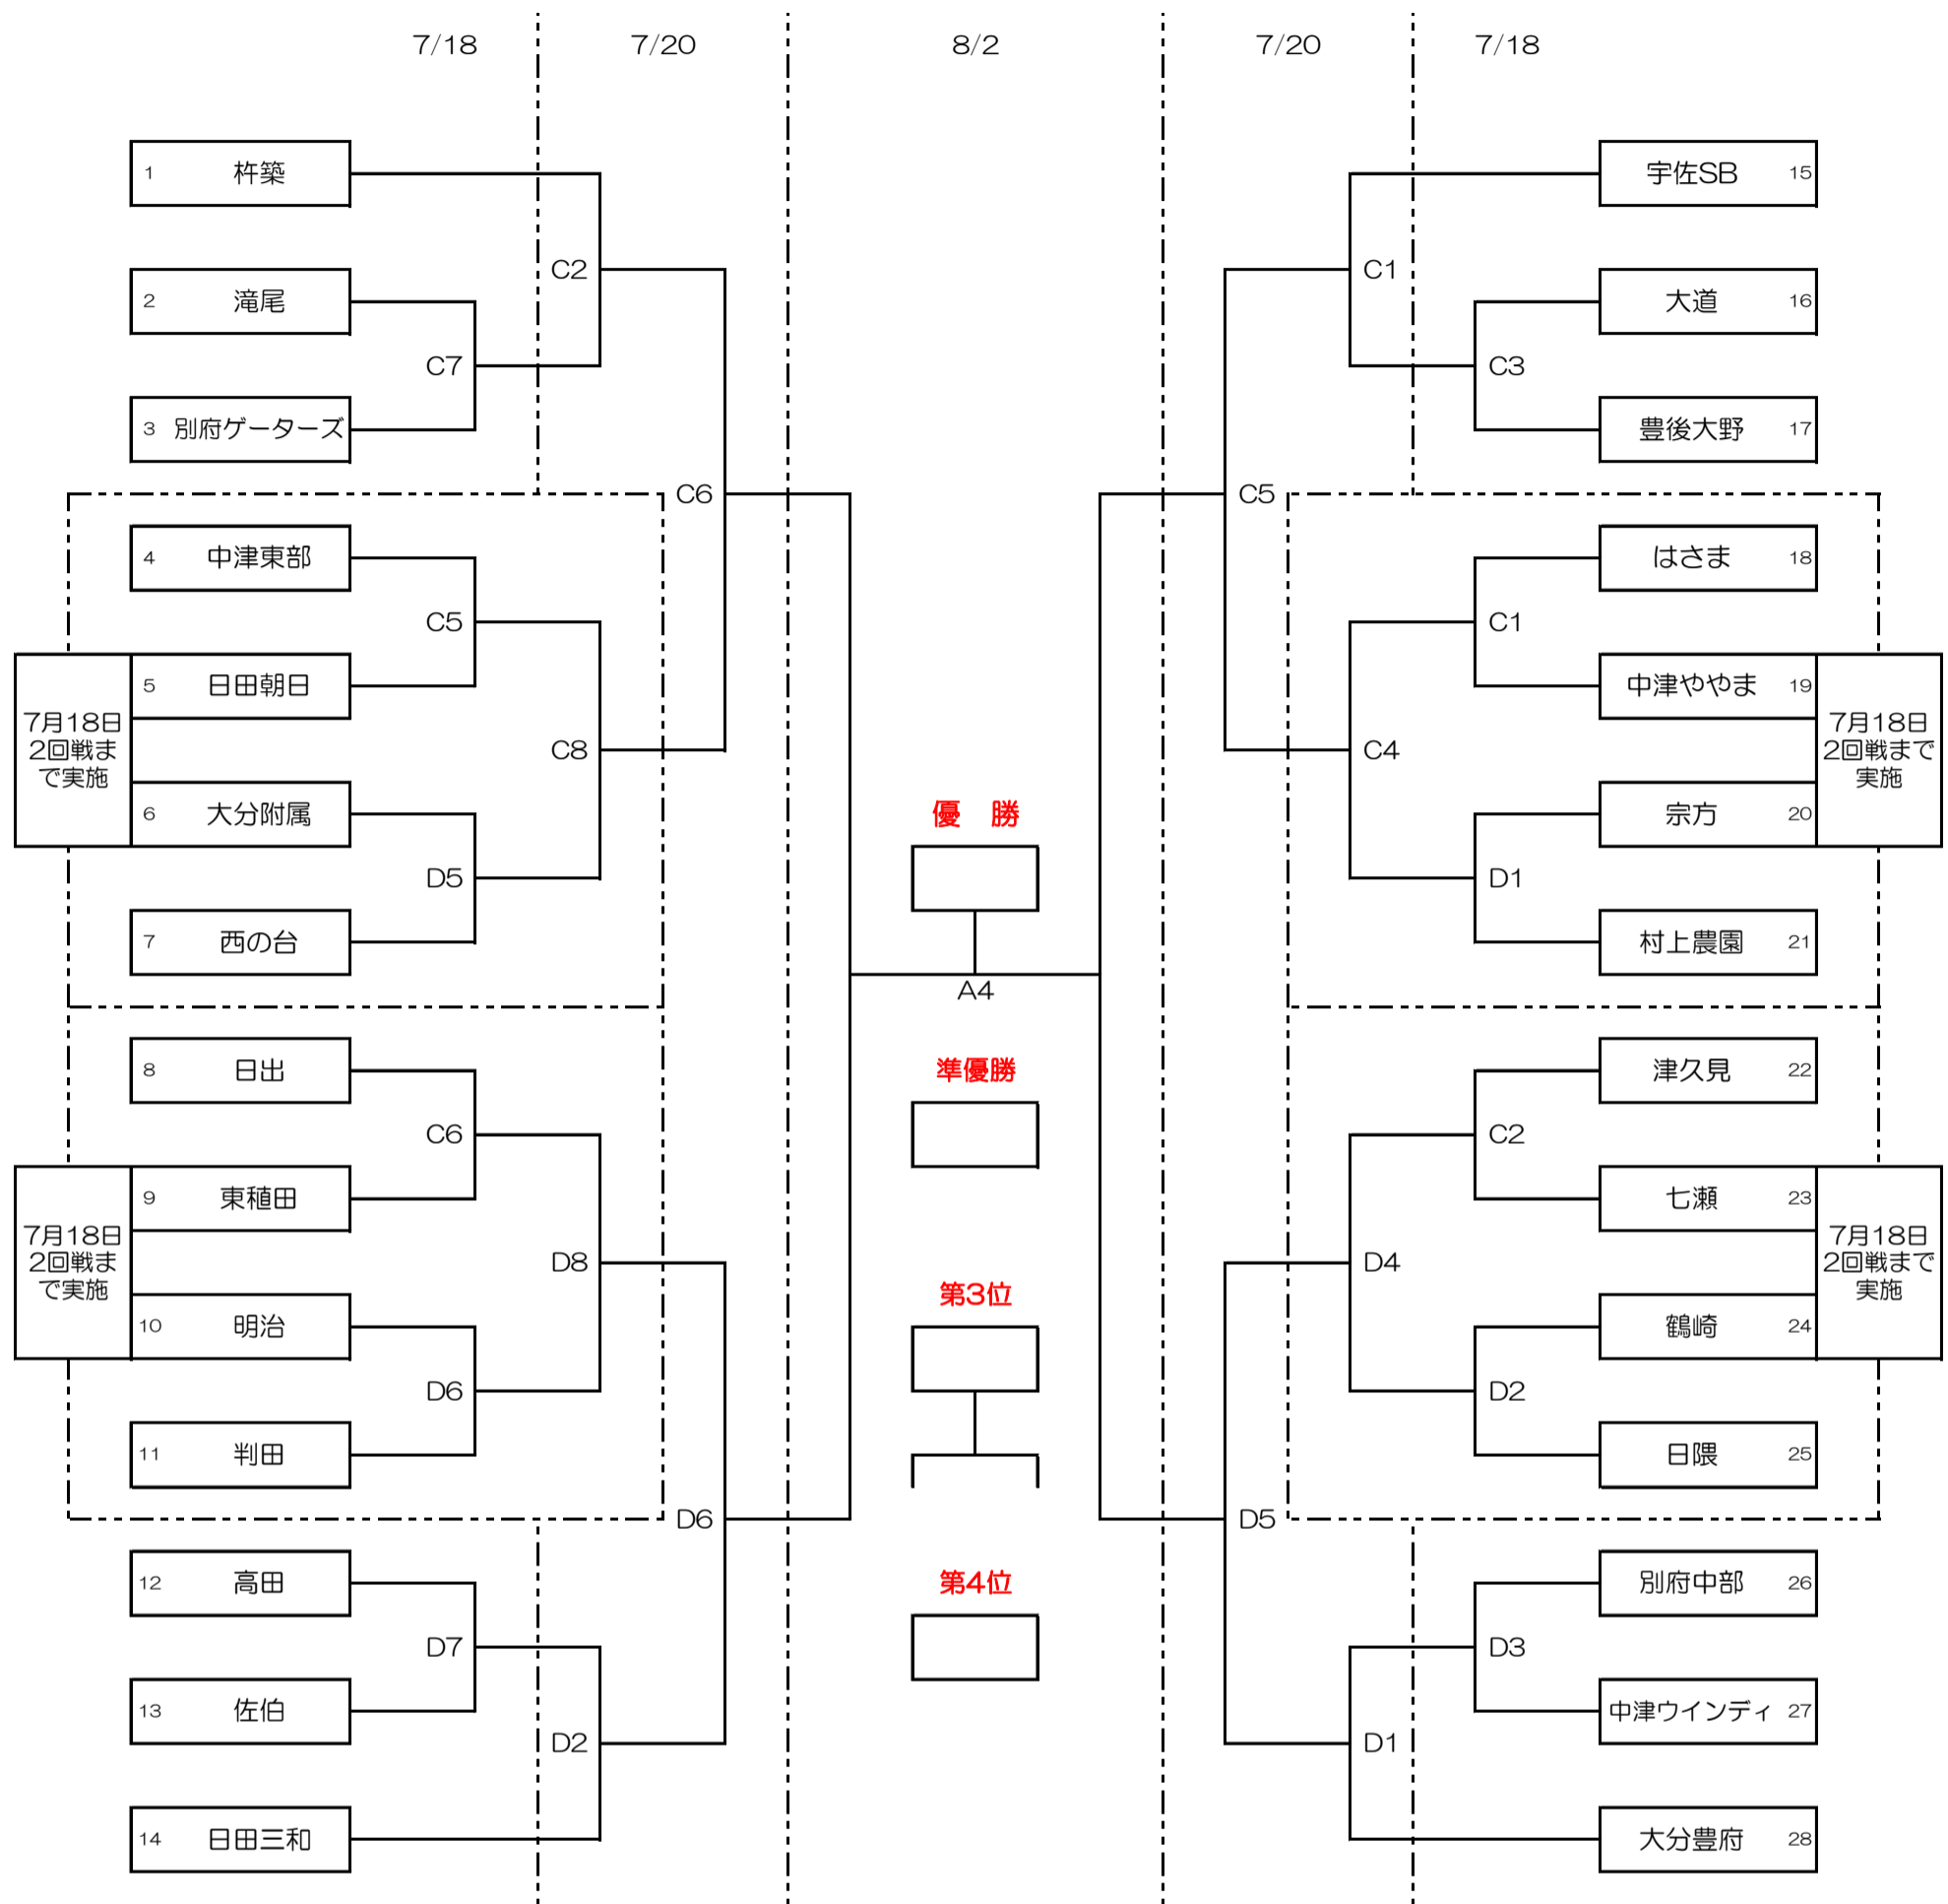 7/18 7/20 8/2 7/20 7/18
1 杵築
2 滝尾
3 別府ゲーターズ
C2
C7
4 中津東部
5 日田朝日
6 大分附属
7 西の台
C5
D5
C8
C6
7月18日
2回戦ま
で実施
8 日出
9 東稙田
10 明治
11 判田
C6
D6
D8
7月18日
2回戦ま
で実施
12 高田
13 佐伯
14 日田三和
D7
D2
D6
優 勝
A4
準優勝
第3位
第4位
宇佐SB 15
大道 16
豊後大野 17
C1
C3
C5
はさま 18
中津ややま 19
宗方 20
村上農園 21
C1
D1
C4
7月18日
2回戦まで
実施
津久見 22
七瀬 23
鶴崎 24
日隈 25
C2
D2
D4
7月18日
2回戦まで
実施
D5
別府中部 26
中津ウインディ 27
大分豊府 28
D3
D1